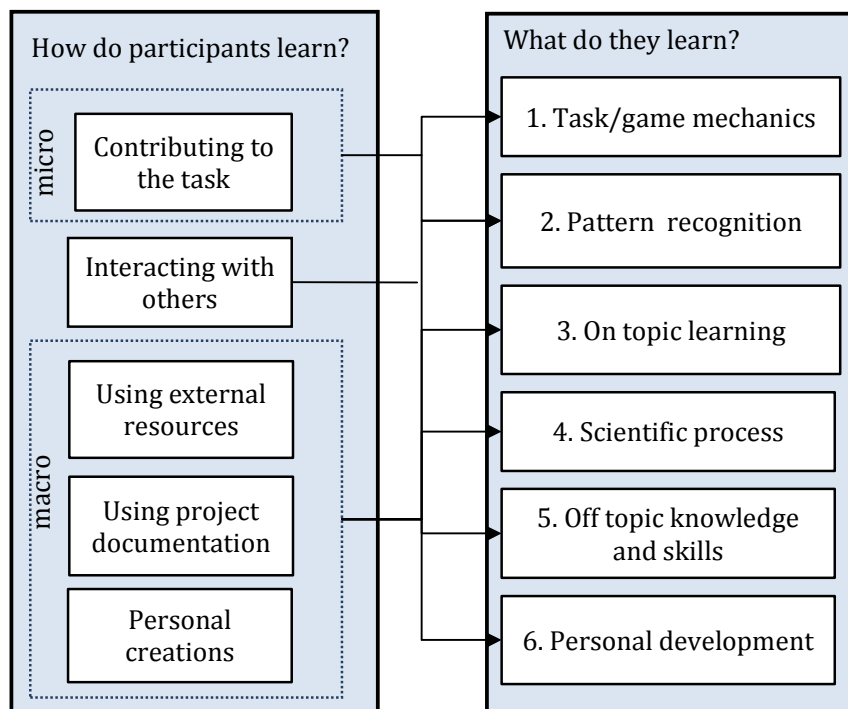 How do participants learn?
micro
Contributing to
the task
Interacting with
others
macro
Using external
resources
Using project
documentation
Personal
creations
What do they learn?
1. Task/game mechanics
2. Pattern recognition
3. On topic learning
4. Scientific process
5. Off topic knowledge
and skills
6. Personal development